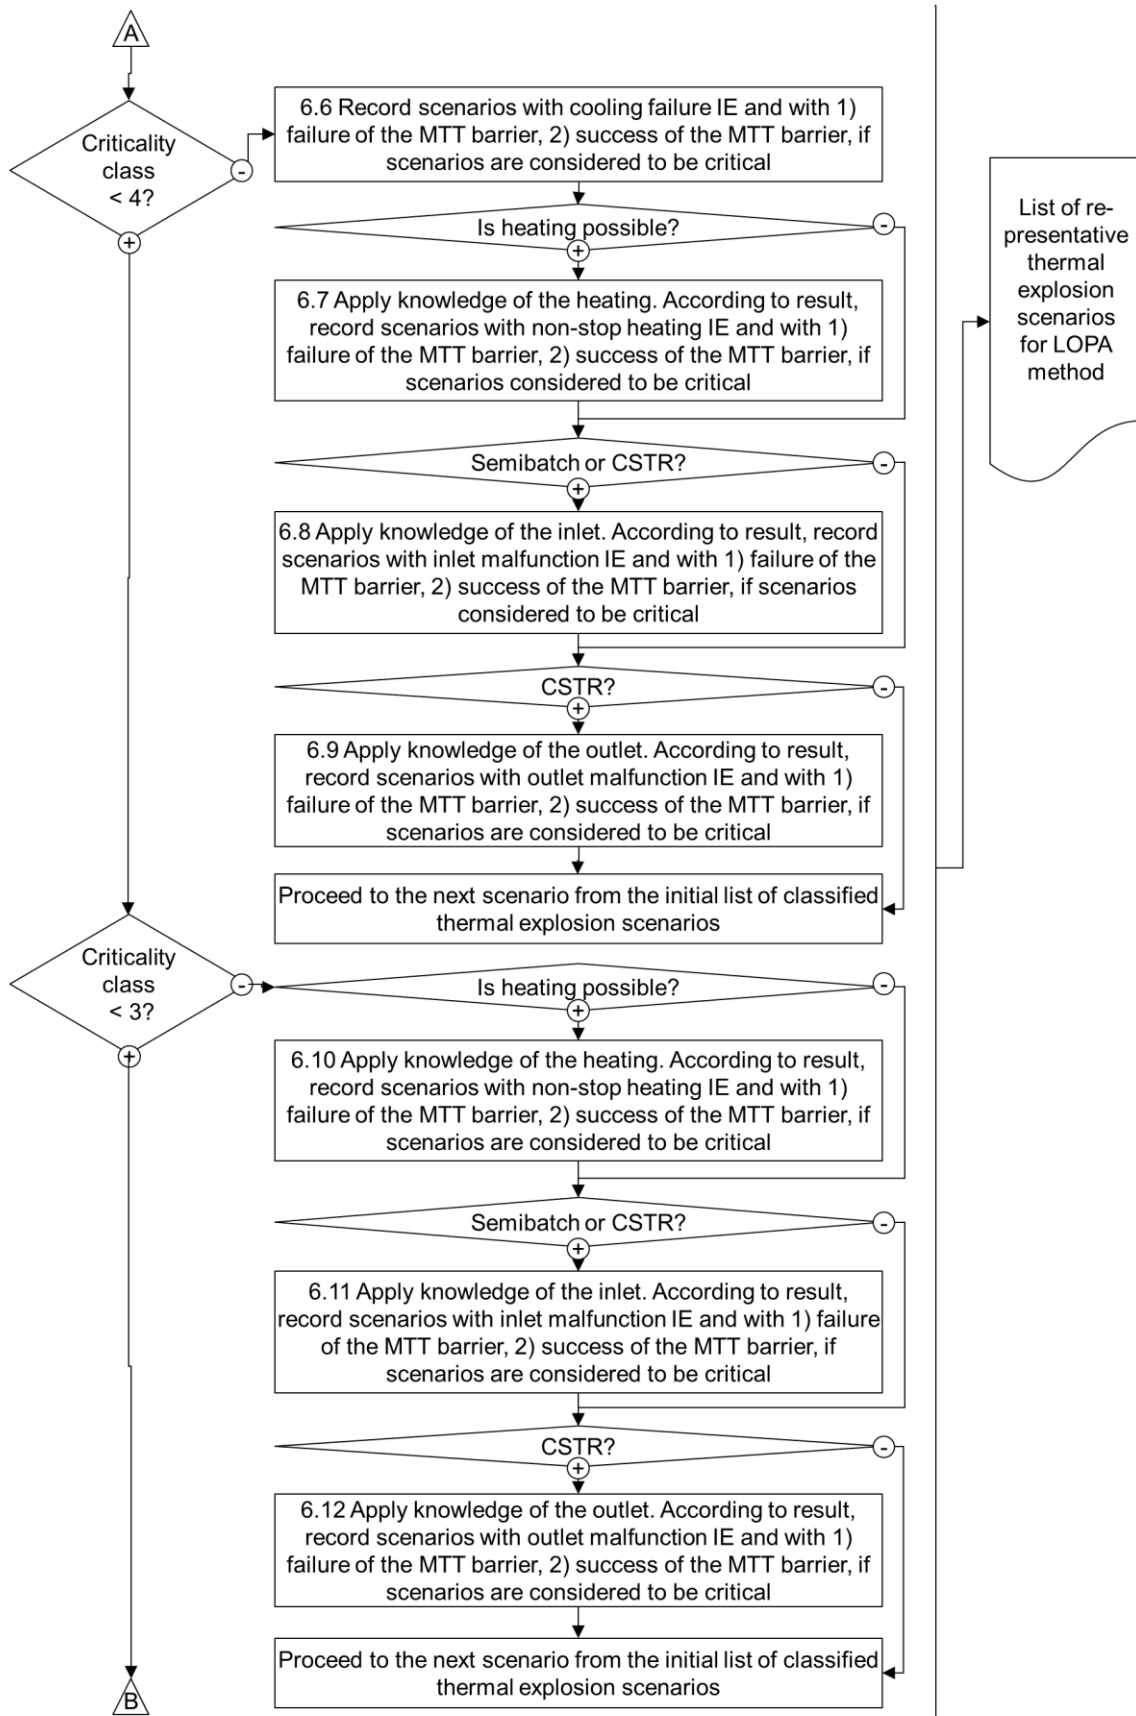 A
Criticality
class
< 4?
-
+
6.6 Record scenarios with cooling failure IE and with 1)
failure of the MTT barrier, 2) success of the MTT barrier, if
scenarios are considered to be critical
Is heating possible?
-
+
6.7 Apply knowledge of the heating. According to result,
record scenarios with non-stop heating IE and with 1)
failure of the MTT barrier, 2) success of the MTT barrier, if
scenarios considered to be critical
Semibatch or CSTR?
-
+
6.8 Apply knowledge of the inlet. According to result, record
scenarios with inlet malfunction IE and with 1) failure of the
MTT barrier, 2) success of the MTT barrier, if scenarios
considered to be critical
CSTR?
-
+
6.9 Apply knowledge of the outlet. According to result,
record scenarios with outlet malfunction IE and with 1)
failure of the MTT barrier, 2) success of the MTT barrier, if
scenarios are considered to be critical
Proceed to the next scenario from the initial list of classified
thermal explosion scenarios
Criticality
class
< 3?
-
+
Is heating possible?
-
+
6.10 Apply knowledge of the heating. According to result,
record scenarios with non-stop heating IE and with 1)
failure of the MTT barrier, 2) success of the MTT barrier, if
scenarios are considered to be critical
Semibatch or CSTR?
-
+
6.11 Apply knowledge of the inlet. According to result,
record scenarios with inlet malfunction IE and with 1) failure
of the MTT barrier, 2) success of the MTT barrier, if
scenarios are considered to be critical
CSTR?
-
+
6.12 Apply knowledge of the outlet. According to result,
record scenarios with outlet malfunction IE and with 1)
failure of the MTT barrier, 2) success of the MTT barrier, if
scenarios are considered to be critical
Proceed to the next scenario from the initial list of classified
thermal explosion scenarios
B
List of re-
presentative
thermal
explosion
scenarios
for LOPA
method